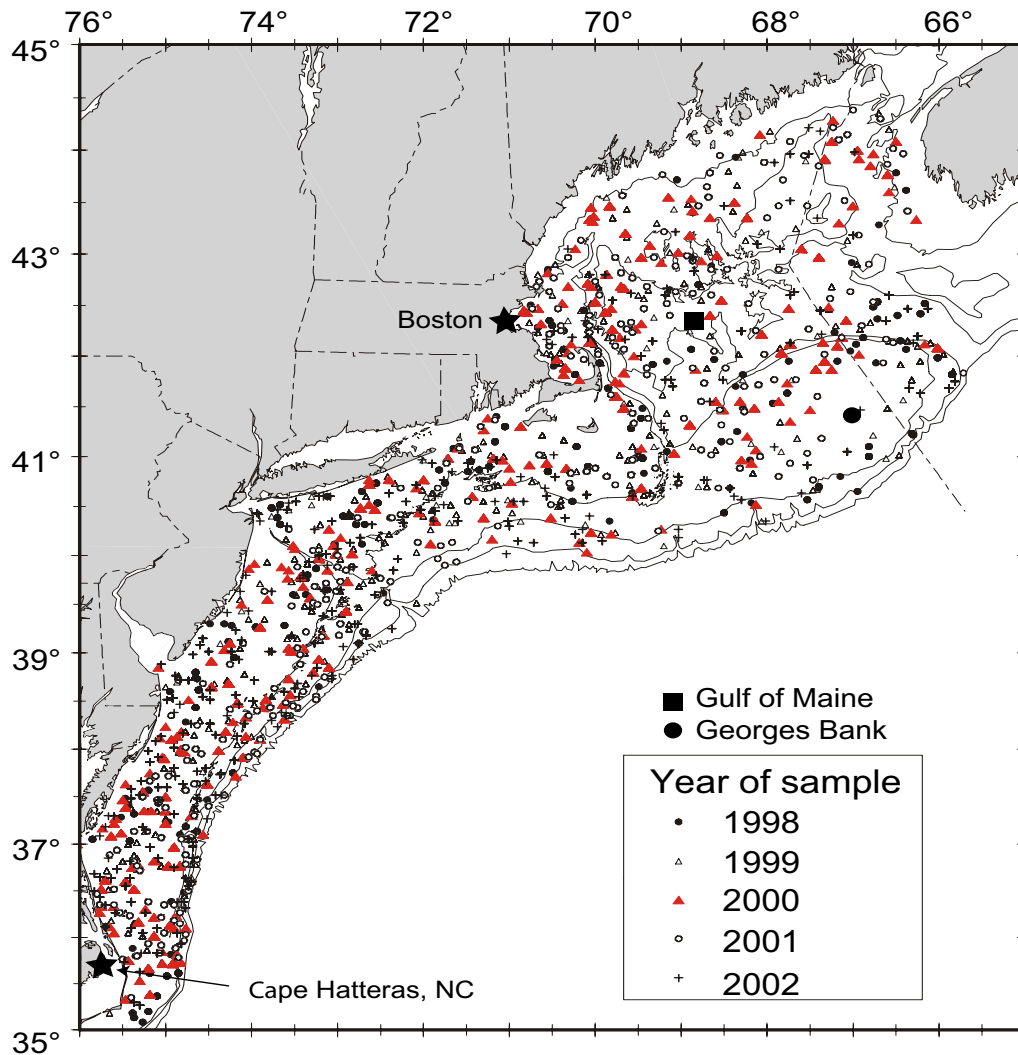 76° 74° 72° 70° 68° 66°
45°
43°
Boston
41°
39°
Gulf of Maine
Georges Bank
Year of sample
1998
37°
1999
2000
2001
2002
Cape Hatteras, NC
35°